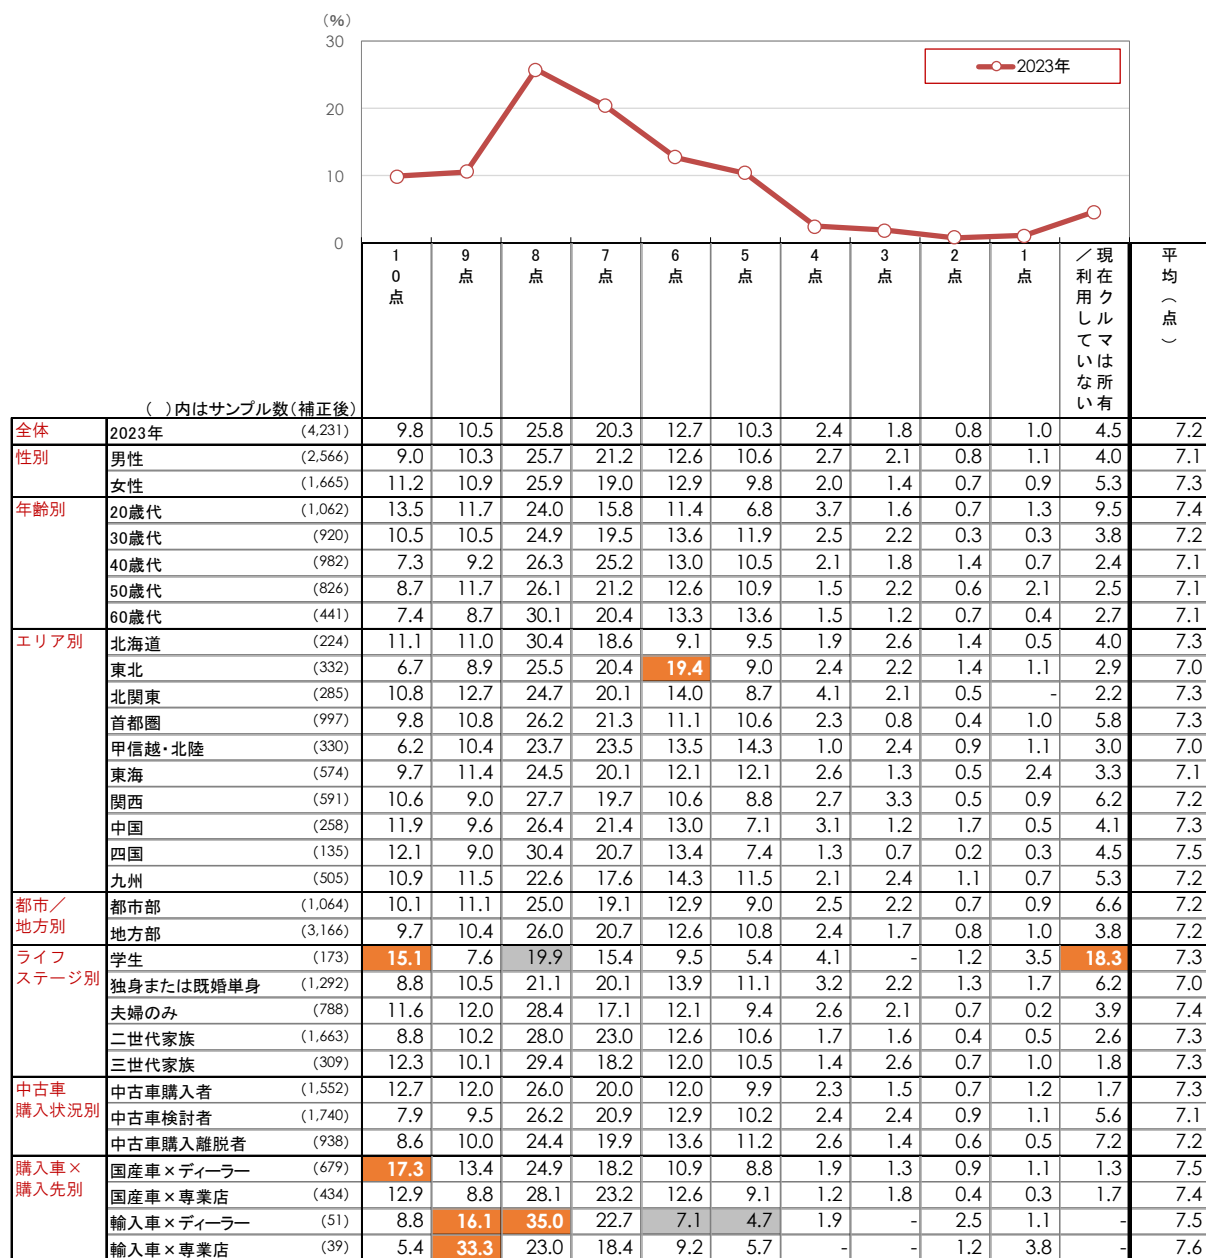 (%)
30
20
10
0
2023年
10点 9点 8点 7点 6点 5点 4点 3点 2点 1点 現在クルマは所有／利用していない 平均（点）
( )内はサンプル数(補正後)
全体 2023年 (4,231) 9.8 10.5 25.8 20.3 12.7 10.3 2.4 1.8 0.8 1.0 4.5 7.2
性別 男性 (2,566) 9.0 10.3 25.7 21.2 12.6 10.6 2.7 2.1 0.8 1.1 4.0 7.1
女性 (1,665) 11.2 10.9 25.9 19.0 12.9 9.8 2.0 1.4 0.7 0.9 5.3 7.3
年齢別 20歳代 (1,062) 13.5 11.7 24.0 15.8 11.4 6.8 3.7 1.6 0.7 1.3 9.5 7.4
30歳代 (920) 10.5 10.5 24.9 19.5 13.6 11.9 2.5 2.2 0.3 0.3 3.8 7.2
40歳代 (982) 7.3 9.2 26.3 25.2 13.0 10.5 2.1 1.8 1.4 0.7 2.4 7.1
50歳代 (826) 8.7 11.7 26.1 21.2 12.6 10.9 1.5 2.2 0.6 2.1 2.5 7.1
60歳代 (441) 7.4 8.7 30.1 20.4 13.3 13.6 1.5 1.2 0.7 0.4 2.7 7.1
エリア別 北海道 (224) 11.1 11.0 30.4 18.6 9.1 9.5 1.9 2.6 1.4 0.5 4.0 7.3
東北 (332) 6.7 8.9 25.5 20.4 19.4 9.0 2.4 2.2 1.4 1.1 2.9 7.0
北関東 (285) 10.8 12.7 24.7 20.1 14.0 8.7 4.1 2.1 0.5 - 2.2 7.3
首都圏 (997) 9.8 10.8 26.2 21.3 11.1 10.6 2.3 0.8 0.4 1.0 5.8 7.3
甲信越・北陸 (330) 6.2 10.4 23.7 23.5 13.5 14.3 1.0 2.4 0.9 1.1 3.0 7.0
東海 (574) 9.7 11.4 24.5 20.1 12.1 12.1 2.6 1.3 0.5 2.4 3.3 7.1
関西 (591) 10.6 9.0 27.7 19.7 10.6 8.8 2.7 3.3 0.5 0.9 6.2 7.2
中国 (258) 11.9 9.6 26.4 21.4 13.0 7.1 3.1 1.2 1.7 0.5 4.1 7.3
四国 (135) 12.1 9.0 30.4 20.7 13.4 7.4 1.3 0.7 0.2 0.3 4.5 7.5
九州 (505) 10.9 11.5 22.6 17.6 14.3 11.5 2.1 2.4 1.1 0.7 5.3 7.2
都市／ 都市部 (1,064) 10.1 11.1 25.0 19.1 12.9 9.0 2.5 2.2 0.7 0.9 6.6 7.2
地方別 地方部 (3,166) 9.7 10.4 26.0 20.7 12.6 10.8 2.4 1.7 0.8 1.0 3.8 7.2
ライフ 学生 (173) 15.1 7.6 19.9 15.4 9.5 5.4 4.1 - 1.2 3.5 18.3 7.3
ステージ別 独身または既婚単身 (1,292) 8.8 10.5 21.1 20.1 13.9 11.1 3.2 2.2 1.3 1.7 6.2 7.0
夫婦のみ (788) 11.6 12.0 28.4 17.1 12.1 9.4 2.6 2.1 0.7 0.2 3.9 7.4
二世代家族 (1,663) 8.8 10.2 28.0 23.0 12.6 10.6 1.7 1.6 0.4 0.5 2.6 7.3
三世代家族 (309) 12.3 10.1 29.4 18.2 12.0 10.5 1.4 2.6 0.7 1.0 1.8 7.3
中古車 中古車購入者 (1,552) 12.7 12.0 26.0 20.0 12.0 9.9 2.3 1.5 0.7 1.2 1.7 7.3
購入状況別 中古車検討者 (1,740) 7.9 9.5 26.2 20.9 12.9 10.2 2.4 2.4 0.9 1.1 5.6 7.1
中古車購入離脱者 (938) 8.6 10.0 24.4 19.9 13.6 11.2 2.6 1.4 0.6 0.5 7.2 7.2
購入車× 国産車×ディーラー (679) 17.3 13.4 24.9 18.2 10.9 8.8 1.9 1.3 0.9 1.1 1.3 7.5
購入先別 国産車×専業店 (434) 12.9 8.8 28.1 23.2 12.6 9.1 1.2 1.8 0.4 0.3 1.7 7.4
輸入車×ディーラー (51) 8.8 16.1 35.0 22.7 7.1 4.7 1.9 - 2.5 1.1 - 7.5
輸入車×専業店 (39) 5.4 33.3 23.0 18.4 9.2 5.7 - - 1.2 3.8 - 7.6